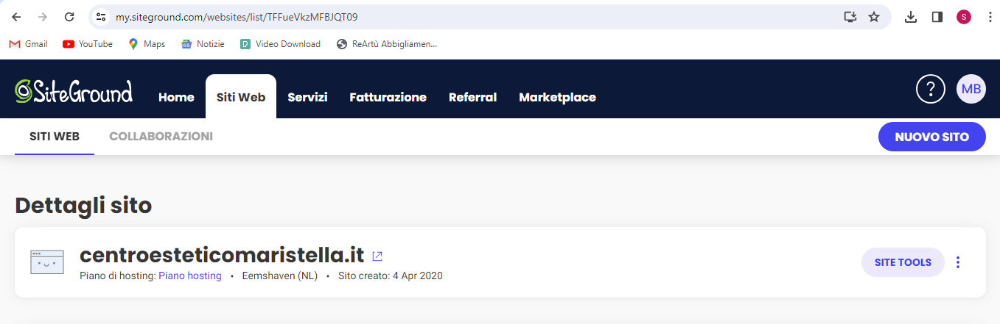 my.siteground.com/websites/list/TFFueVkzMFBJQT09
S
Gmail YouTube Maps Notizie Video Download ReArtù Abbigliamen...
SiteGround Home Siti Web Servizi Fatturazione Referral Marketplace ? MB
SITI WEB COLLABORAZIONI NUOVO SITO
Dettagli sito
centroesteticomaristella.it
SITE TOOLS
Piano di hosting: Piano hosting • Eemshaven (NL) • Sito creato: 4 Apr 2020